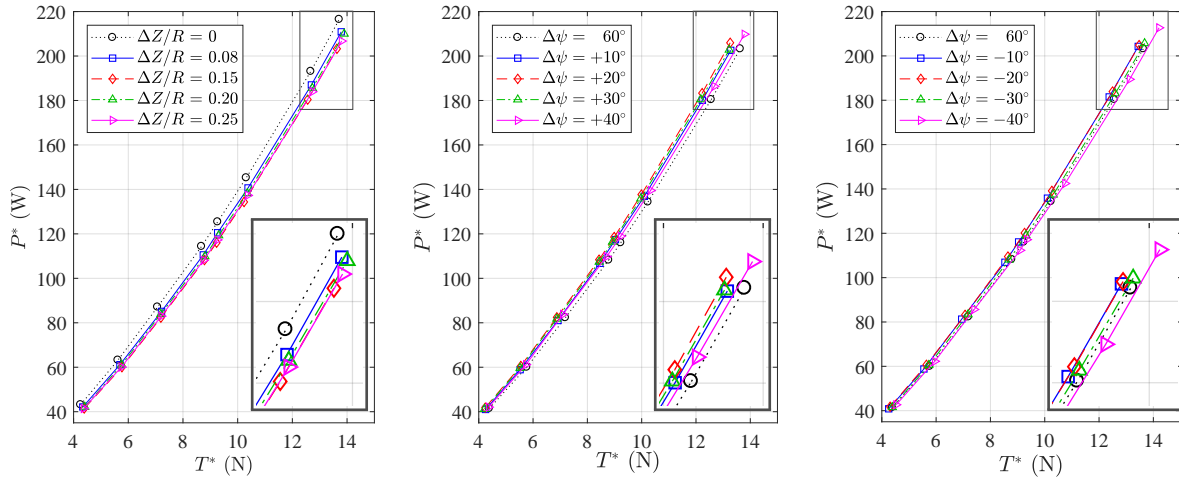 220
200
180
160
140
120
100
80
60
40
4
6
8
10
12
14
P* (W)
T* (N)
ΔZ/R = 0
ΔZ/R = 0.08
ΔZ/R = 0.15
ΔZ/R = 0.20
ΔZ/R = 0.25
220
200
180
160
140
120
100
80
60
40
4
6
8
10
12
14
P* (W)
T* (N)
Δψ = 60°
Δψ = +10°
Δψ = +20°
Δψ = +30°
Δψ = +40°
220
200
180
160
140
120
100
80
60
40
4
6
8
10
12
14
P* (W)
T* (N)
Δψ = 60°
Δψ = −10°
Δψ = −20°
Δψ = −30°
Δψ = −40°